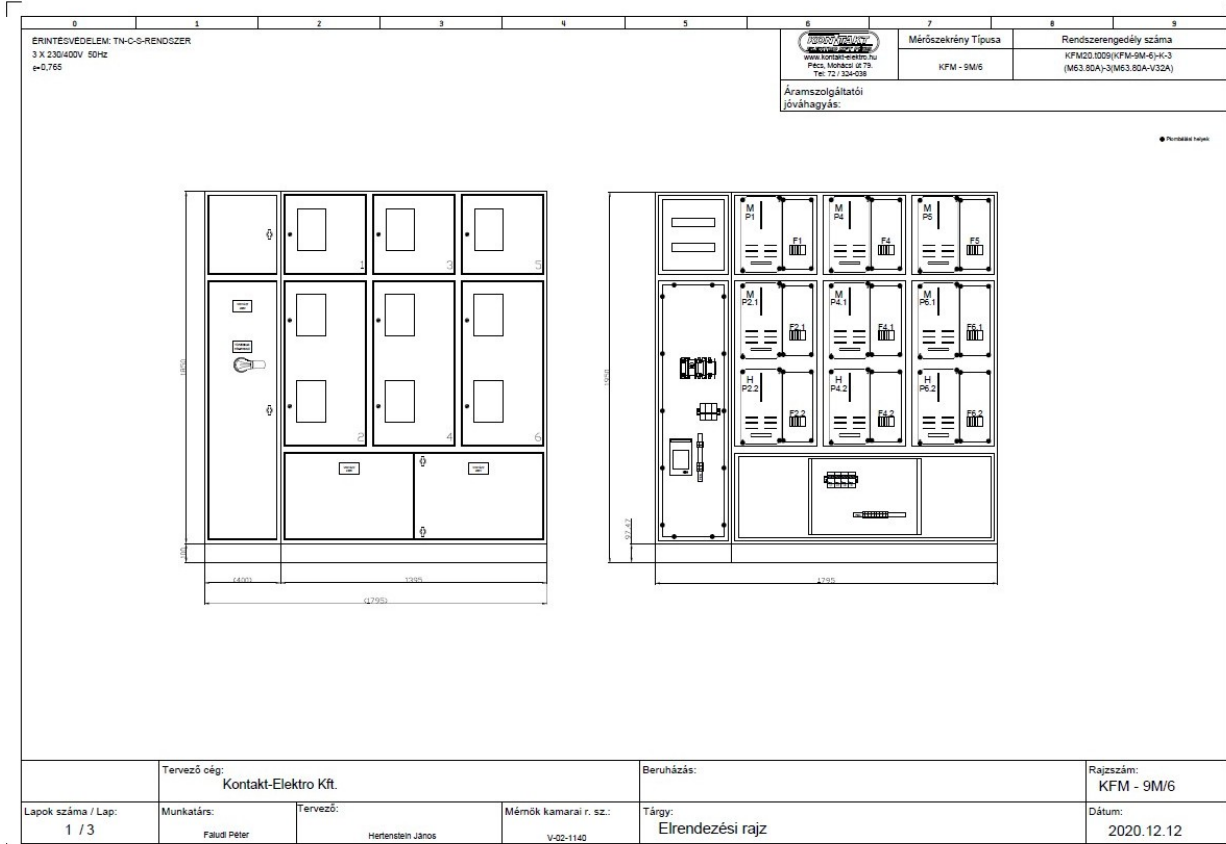 0 1 2 3 4 5 6 7 8 9
ÉRINTÉSVÉDELEM: TN-C-S-RENDSZER
3 X 230/400V 50Hz
e=0,765
KONTAKT
www.kontakt-elektro.hu
Pécs, Mohácsi út 79.
Tel: 72 / 324-038
Mérőszekrény Típusa
KFM - 9M/6
Rendszerengedély száma
KFM20.1009(KFM-9M-6)-K-3
(M63.80A)-3(M63.80A-V32A)
Áramszolgáltatói
jóváhagyás:
Plombálási helyek
1 3 5
2 4 6
1850
100
(400) 1395
(1795)
M P1 F1
M P4 F4
M P5 F5
M P2.1 F2.1
M P4.1 F4.1
M P6.1 F6.1
H P2.2 F2.2
H P4.2 F4.2
H P6.2 F6.2
1950
97.47
1795
Tervező cég:
Kontakt-Elektro Kft.
Beruházás:
Rajzszám:
KFM - 9M/6
Lapok száma / Lap:
1 / 3
Munkatárs:
Faludi Péter
Tervező:
Hertenstein János
Mérnök kamarai r. sz.:
V-02-1140
Tárgy:
Elrendezési rajz
Dátum:
2020.12.12